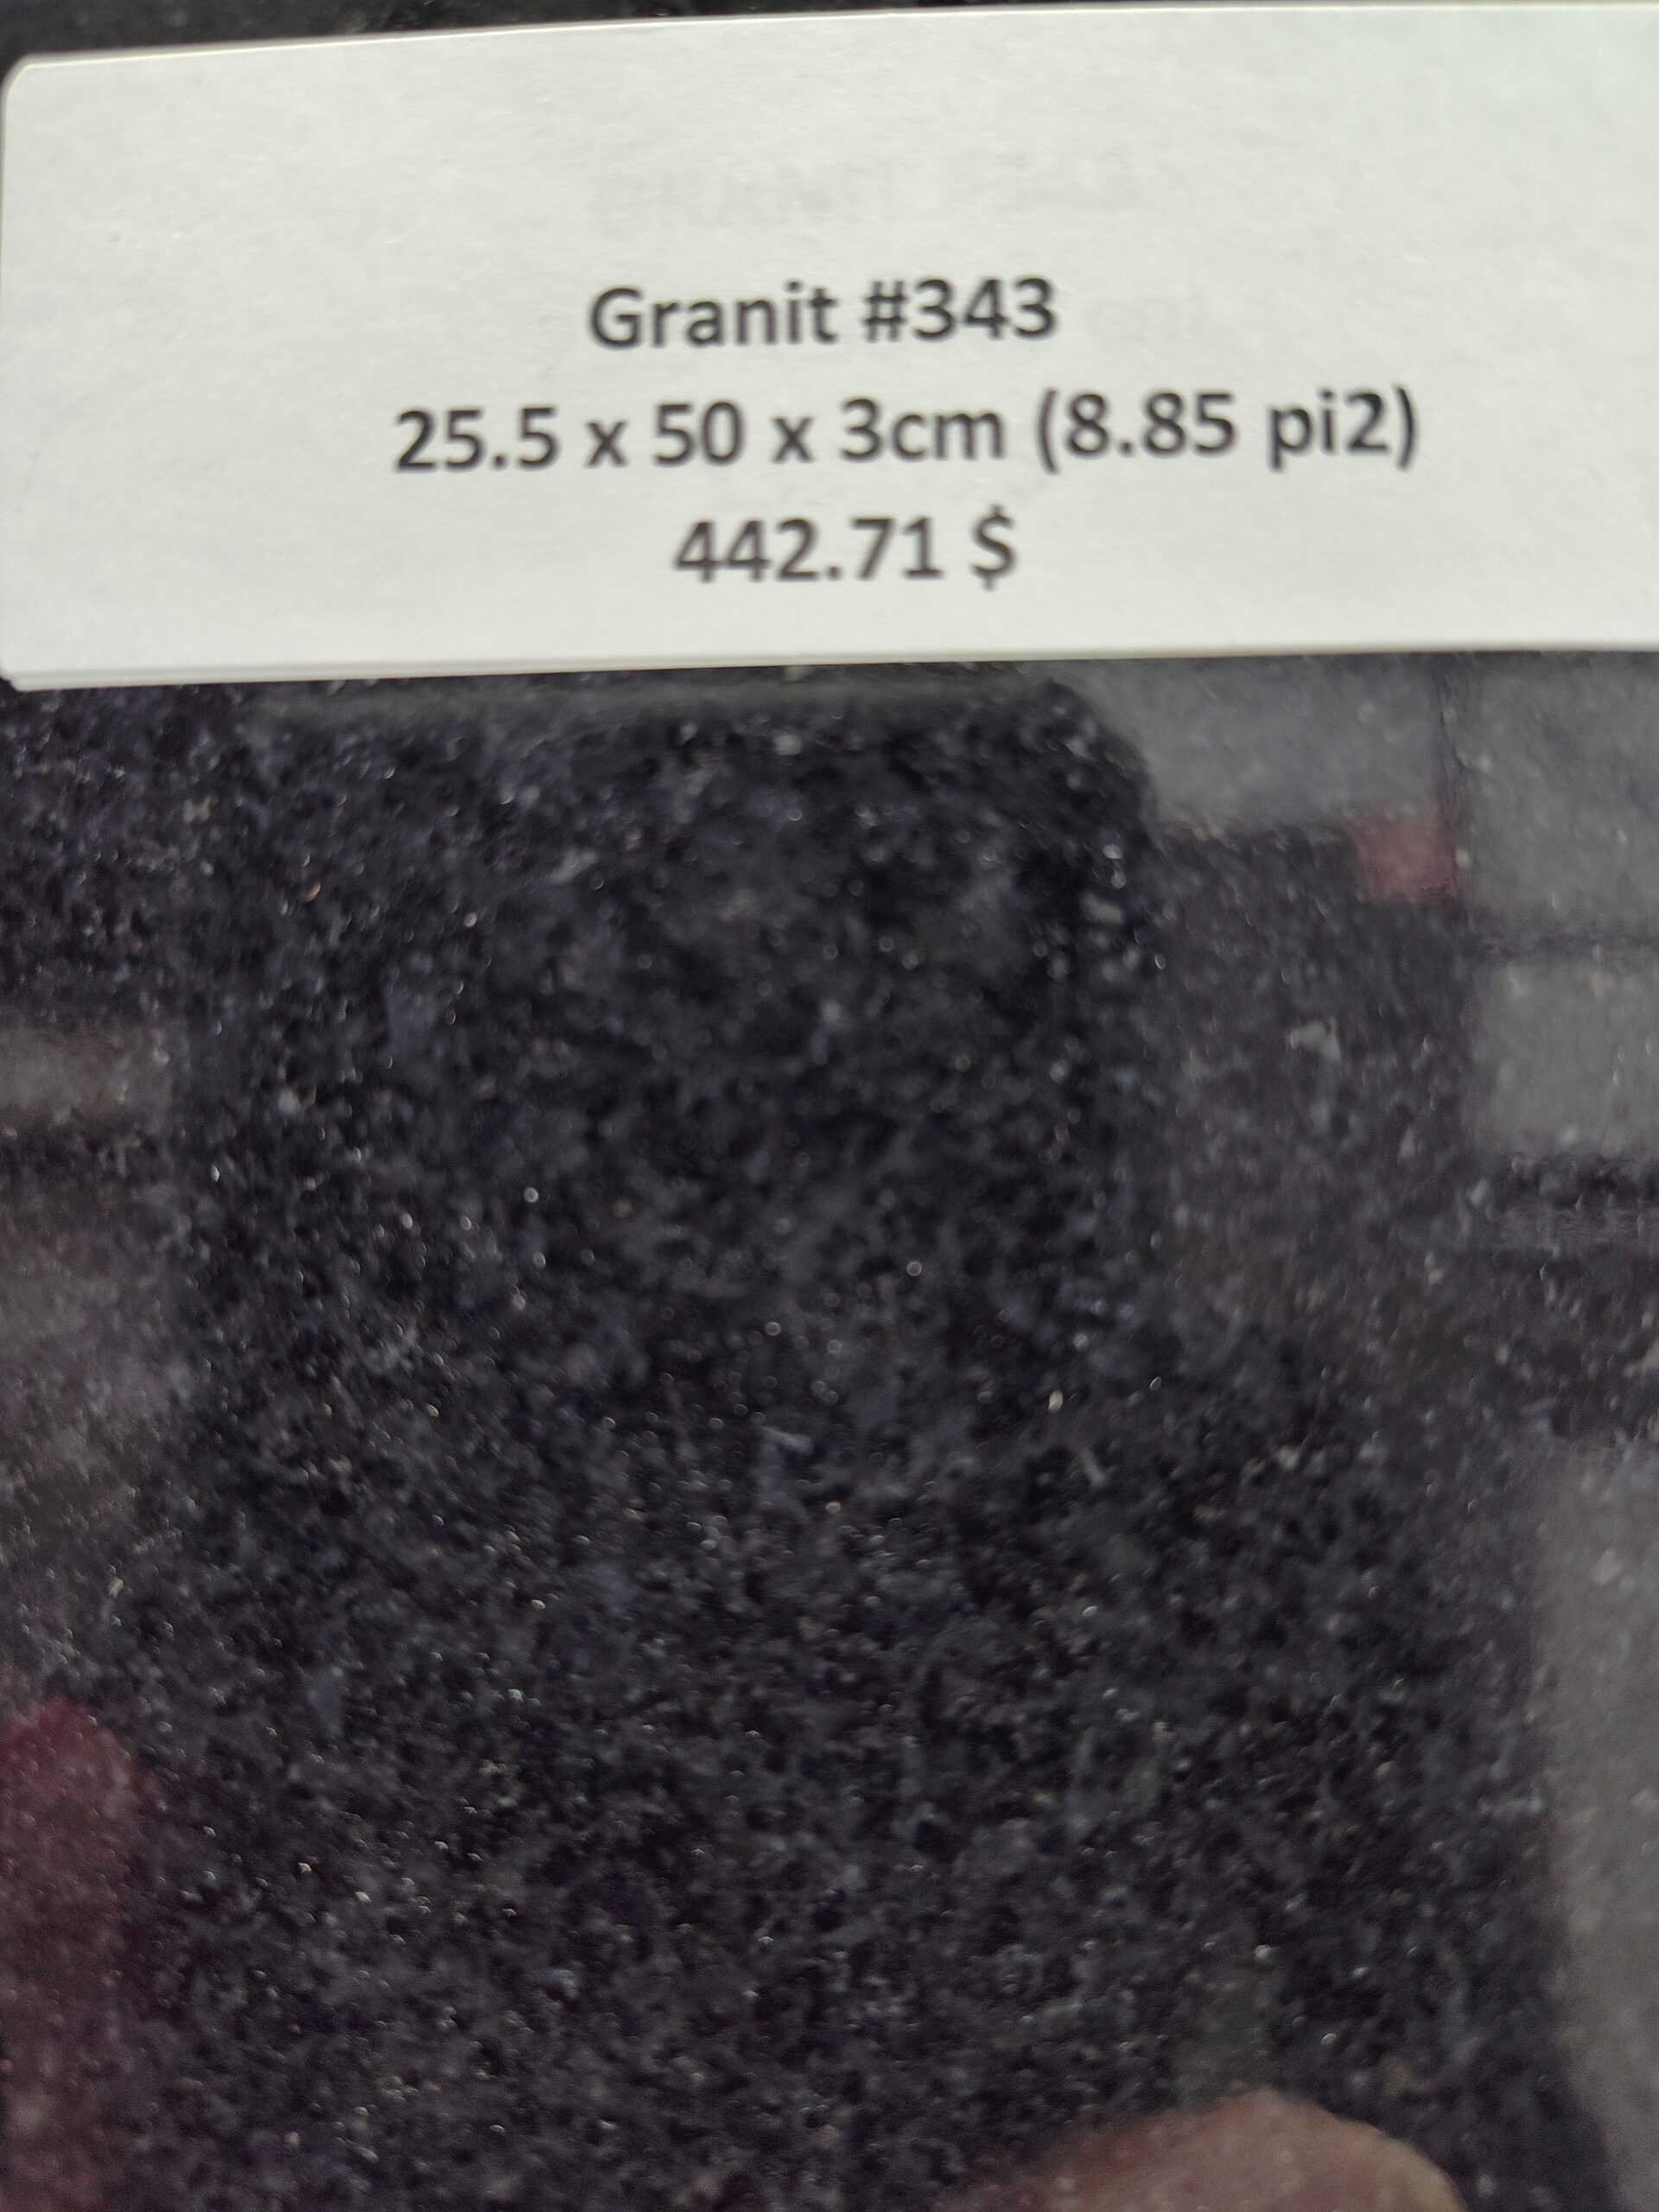 Granit #343
25.5 x 50 x 3cm (8.85 pi2)
442.71 $